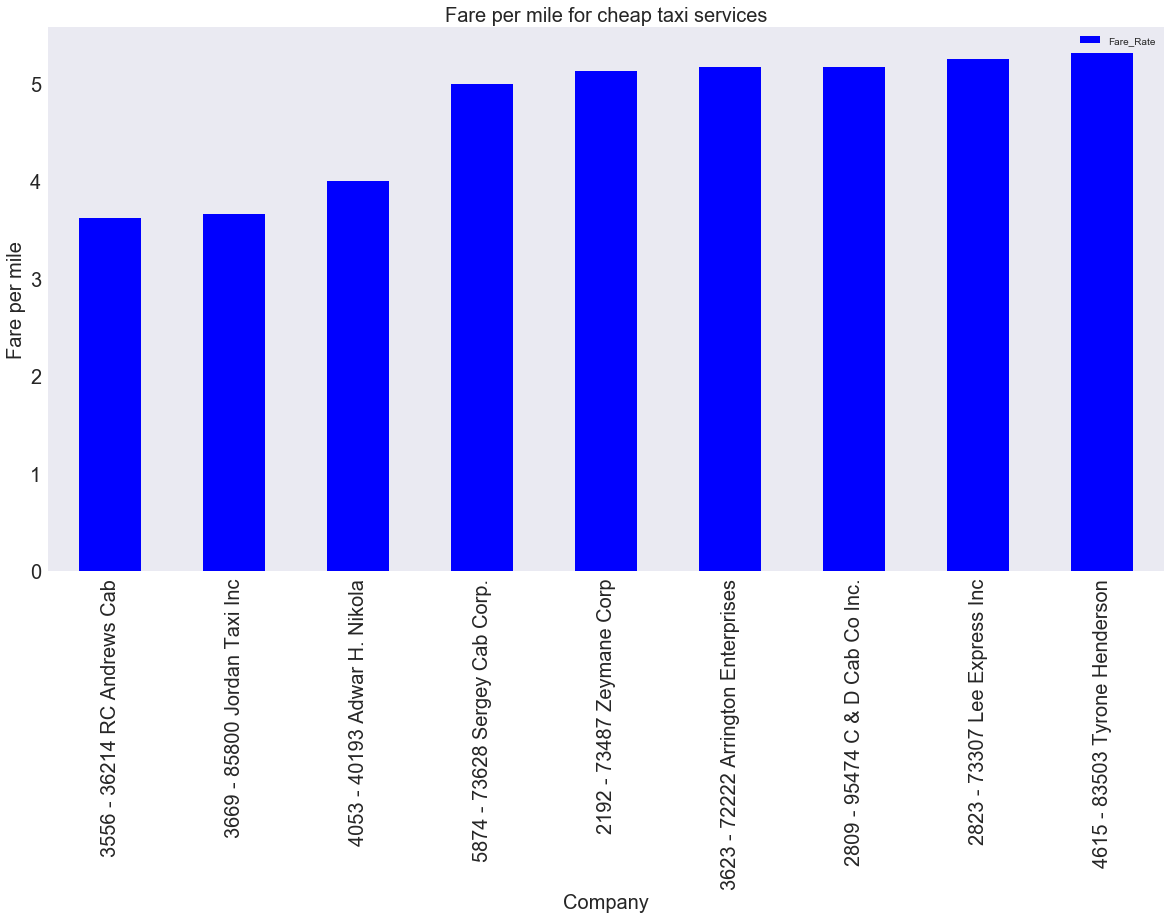 Fare per mile for cheap taxi services
Fare_Rate
Fare per mile
5
4
3
2
1
0
3556 - 36214 RC Andrews Cab
3669 - 85800 Jordan Taxi Inc
4053 - 40193 Adwar H. Nikola
5874 - 73628 Sergey Cab Corp.
2192 - 73487 Zeymane Corp
3623 - 72222 Arrington Enterprises
2809 - 95474 C & D Cab Co Inc.
2823 - 73307 Lee Express Inc
4615 - 83503 Tyrone Henderson
Company